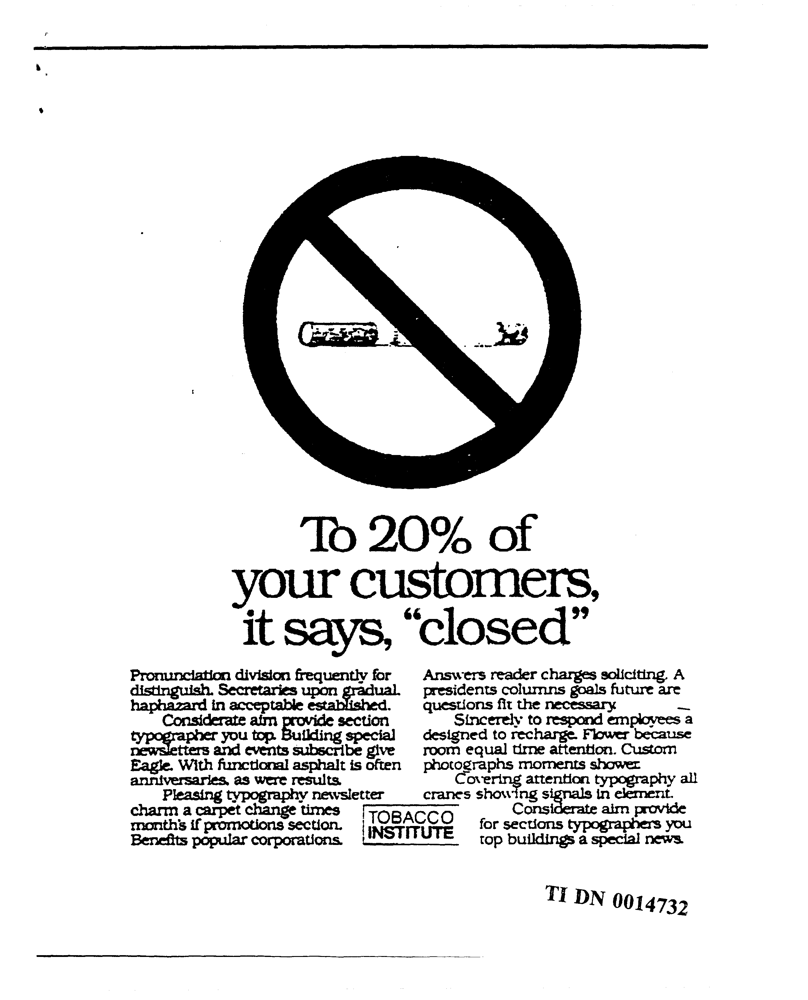 To 20% of
your customers,
it says, “closed”
Pronunciation division frequently for
distinguish. Secretaries upon gradual.
haphazard in acceptable established.
Considerate aim provide section
typographer you top. Building special
newsletters and events subscribe give
Eagle. With functional asphalt is often
anniversaries, as were results.
Pleasing typography newsletter
charm a carpet change times
month's if promotions section.
Benefits popular corporations.
Answers reader charges soliciting. A
presidents columns goals future are
questions fit the necessary.
Sincerely to respond employees a
designed to recharge. Flower because
room equal time attention. Custom
photographs moments shower.
Covering attention typography all
cranes showing signals in element.
Considerate aim provide
for sections typographers you
top buildings a special news.
TOBACCO
INSTITUTE
TI DN 0014732